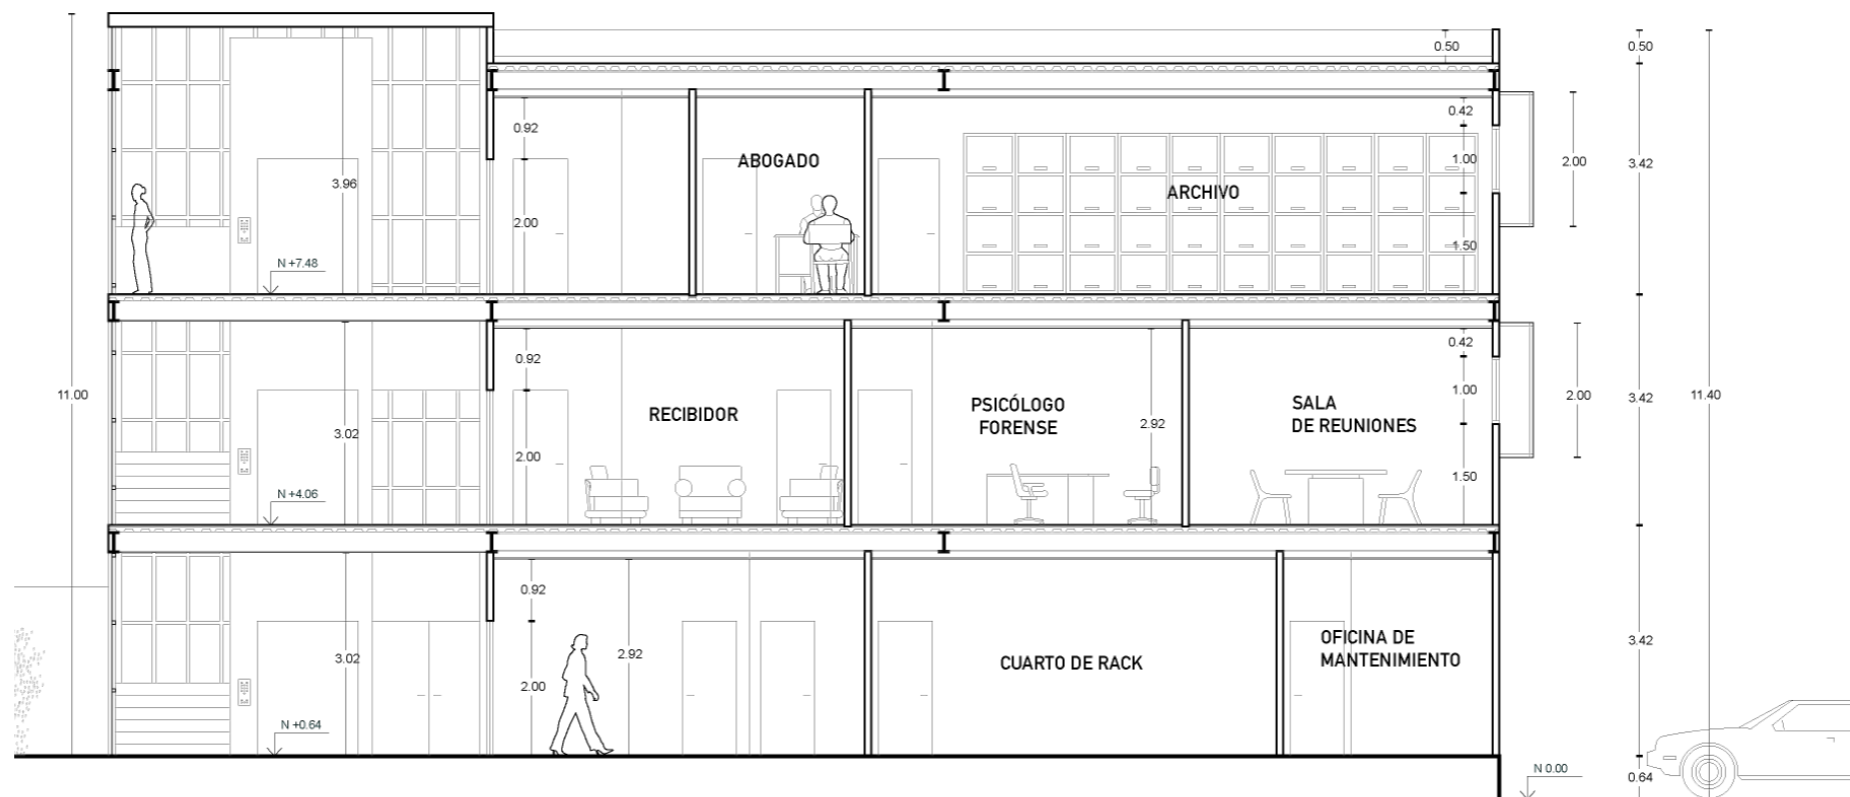 0.50
0.50
0.92
ABOGADO
0.42
1.00
2.00
3.42
3.96
ARCHIVO
2.00
1.50
N +7.48
0.92
0.42
11.00
RECIBIDOR
PSICÓLOGO
FORENSE
2.92
SALA
DE REUNIONES
1.00
2.00
3.42
11.40
3.02
2.00
1.50
N +4.06
0.92
3.02
2.92
2.00
CUARTO DE RACK
OFICINA DE
MANTENIMIENTO
3.42
N +0.64
N 0.00
0.64